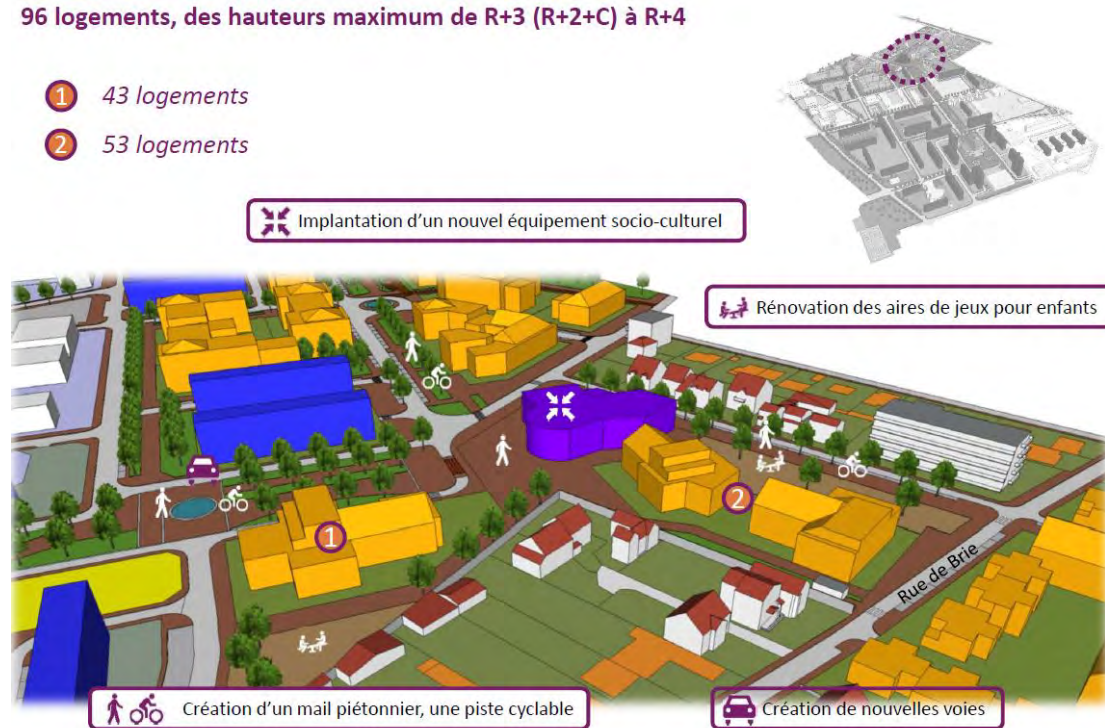 96 logements, des hauteurs maximum de R+3 (R+2+C) à R+4
1 43 logements
2 53 logements
Implantation d'un nouvel équipement socio-culturel
Rénovation des aires de jeux pour enfants
1
2
Rue de Brie
Création d'un mail piétonnier, une piste cyclable
Création de nouvelles voies